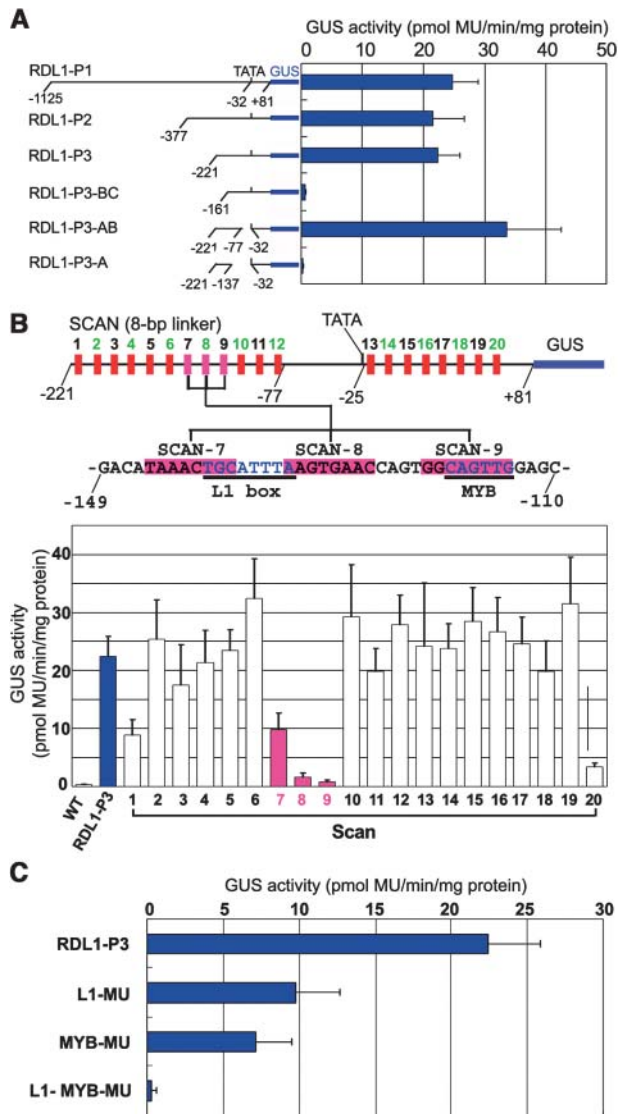 A
GUS activity (pmol MU/min/mg protein)
0 10 20 30 40 50
RDL1-P1
TATA GUS
-1125 -32 +81
RDL1-P2
-377
RDL1-P3
-221
RDL1-P3-BC
-161
RDL1-P3-AB
-221 -77 -32
RDL1-P3-A
-221 -137 -32
B
SCAN (8-bp linker)
TATA
1 2 3 4 5 6 7 8 9 10 11 12 13 14 15 16 17 18 19 20
GUS
-221 -77 -25 +81
SCAN-7 SCAN-8 SCAN-9
-GACATAAACTGCATTTAAGTGAACCAGTGGCAGTTGGAGC-
-149 L1 box MYB -110
GUS activity
(pmol MU/min/mg protein)
40
30
20
10
0
WT RDL1-P3 1 2 3 4 5 6 7 8 9 10 11 12 13 14 15 16 17 18 19 20
Scan
C
GUS activity (pmol MU/min/mg protein)
0 5 10 15 20 25 30
RDL1-P3
L1-MU
MYB-MU
L1- MYB-MU